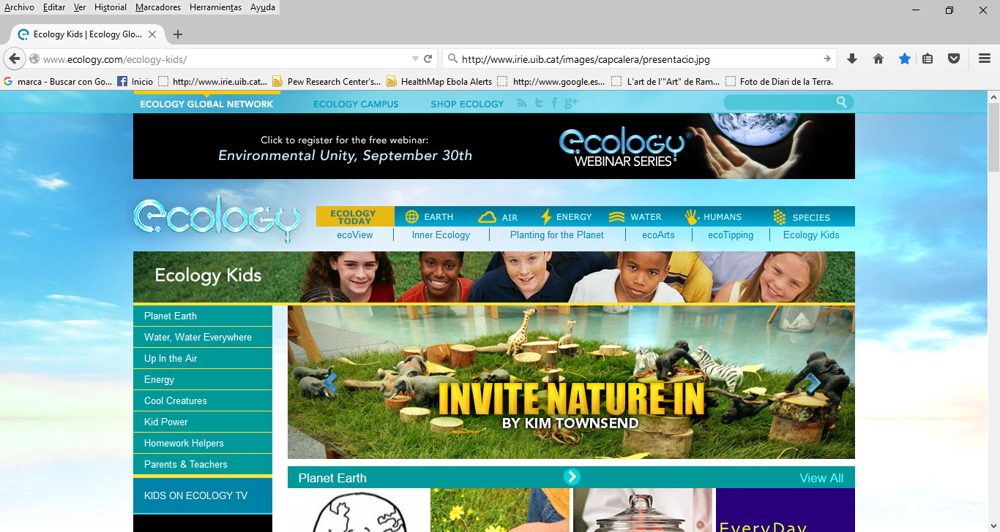 Archivo Editar Ver Historial Marcadores Herramientas Ayuda
Ecology Kids | Ecology Glo...
www.ecology.com/ecology-kids/
http://www.irie.uib.cat/images/capcalera/presentacio.jpg
marca - Buscar con Go... Inicio http://www.irie.uib.cat... Pew Research Center's... HealthMap Ebola Alerts http://www.google.es... L'art de l'"Art" de Ram... Foto de Diari de la Terra.
ECOLOGY GLOBAL NETWORK ECOLOGY CAMPUS SHOP ECOLOGY
Click to register for the free webinar:
Environmental Unity, September 30th
ecology®
WEBINAR SERIES
ecology
ECOLOGY TODAY EARTH AIR ENERGY WATER HUMANS SPECIES
ecoView Inner Ecology Planting for the Planet ecoArts ecoTipping Ecology Kids
Ecology Kids
Planet Earth
Water, Water Everywhere
Up In the Air
Energy
Cool Creatures
Kid Power
Homework Helpers
Parents & Teachers
KIDS ON ECOLOGY TV
INVITE NATURE IN
BY KIM TOWNSEND
Planet Earth View All
EveryDay